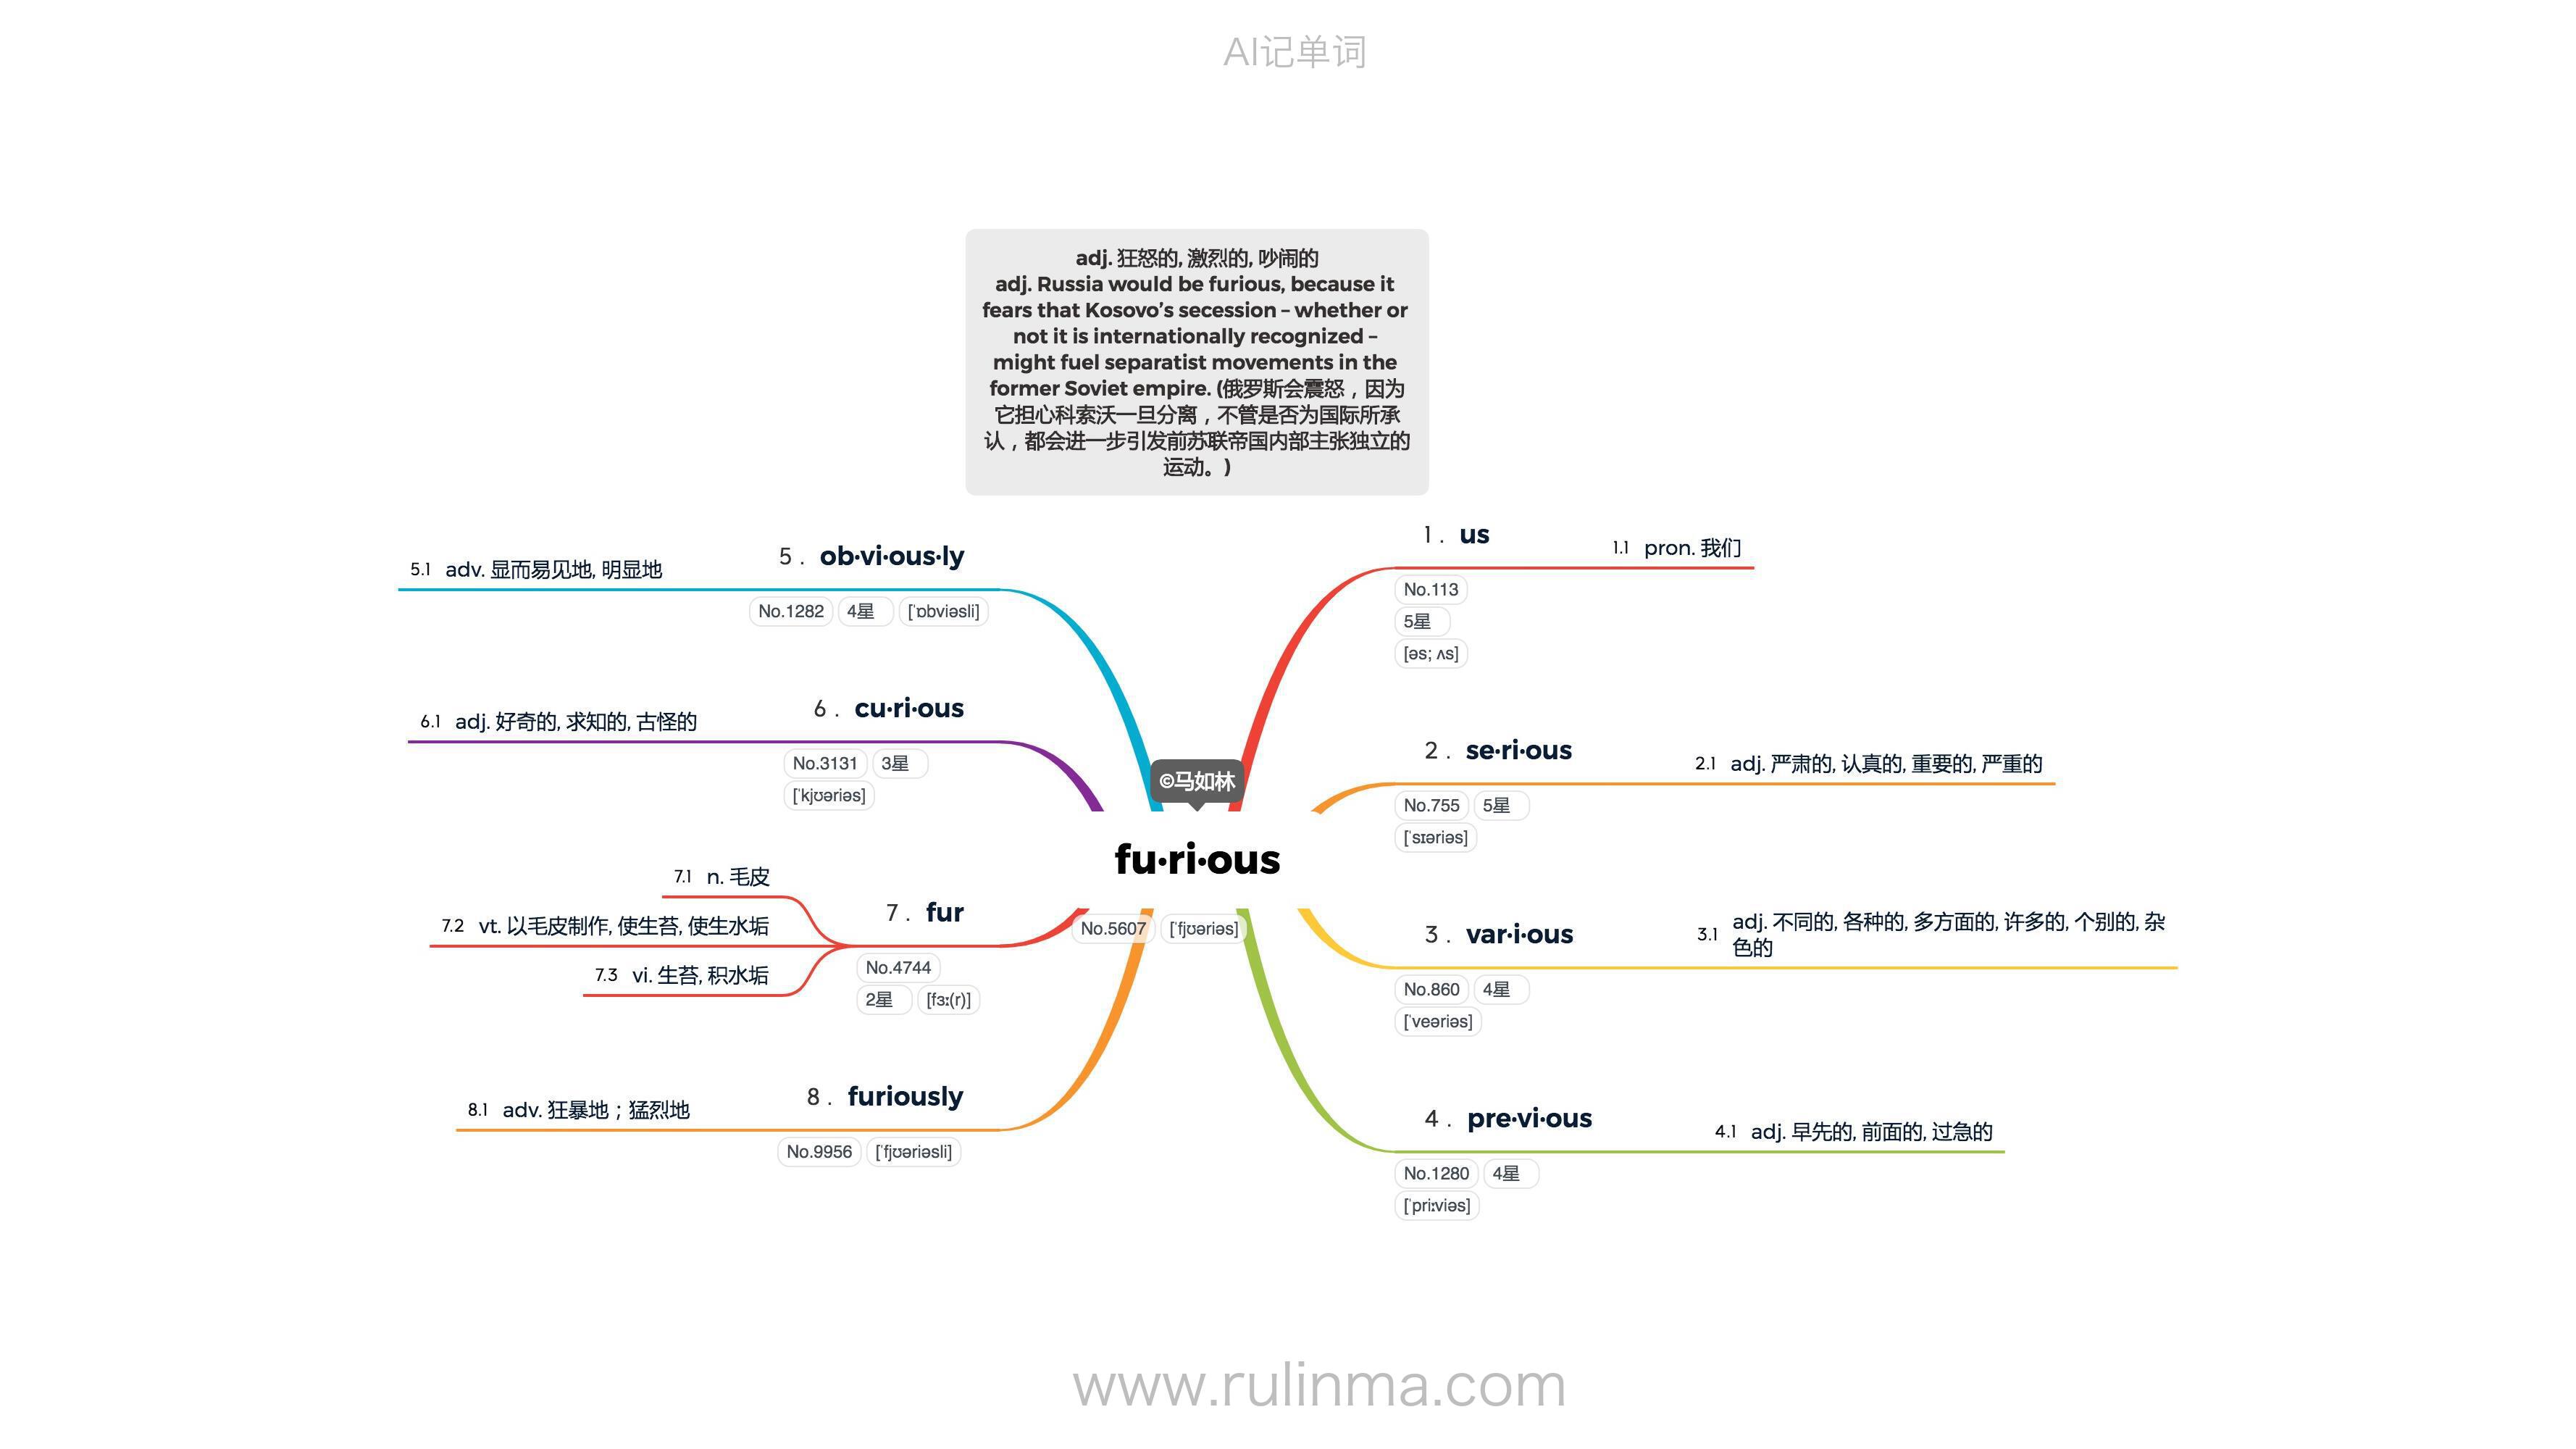 AI记单词
adj. 狂怒的, 激烈的, 吵闹的
adj. Russia would be furious, because it
fears that Kosovo’s secession – whether or
not it is internationally recognized –
might fuel separatist movements in the
former Soviet empire. (俄罗斯会震怒，因为
它担心科索沃一旦分离，不管是否为国际所承
认，都会进一步引发前苏联帝国内部主张独立的
运动。)
©马如林
fu·ri·ous
No.5607 [ˈfjʊəriəs]
1 . us
1.1 pron. 我们
No.113
5星
[əs; ʌs]
2 . se·ri·ous
2.1 adj. 严肃的, 认真的, 重要的, 严重的
No.755 5星
[ˈsɪəriəs]
3 . var·i·ous
3.1 adj. 不同的, 各种的, 多方面的, 许多的, 个别的, 杂
色的
No.860 4星
[ˈveəriəs]
4 . pre·vi·ous
4.1 adj. 早先的, 前面的, 过急的
No.1280 4星
[ˈpriːviəs]
5 . ob·vi·ous·ly
5.1 adv. 显而易见地, 明显地
No.1282 4星 [ˈɒbviəsli]
6 . cu·ri·ous
6.1 adj. 好奇的, 求知的, 古怪的
No.3131 3星
[ˈkjʊəriəs]
7 . fur
7.1 n. 毛皮
7.2 vt. 以毛皮制作, 使生苔, 使生水垢
7.3 vi. 生苔, 积水垢
No.4744
2星 [fɜː(r)]
8 . furiously
8.1 adv. 狂暴地；猛烈地
No.9956 [ˈfjʊəriəsli]
www.rulinma.com